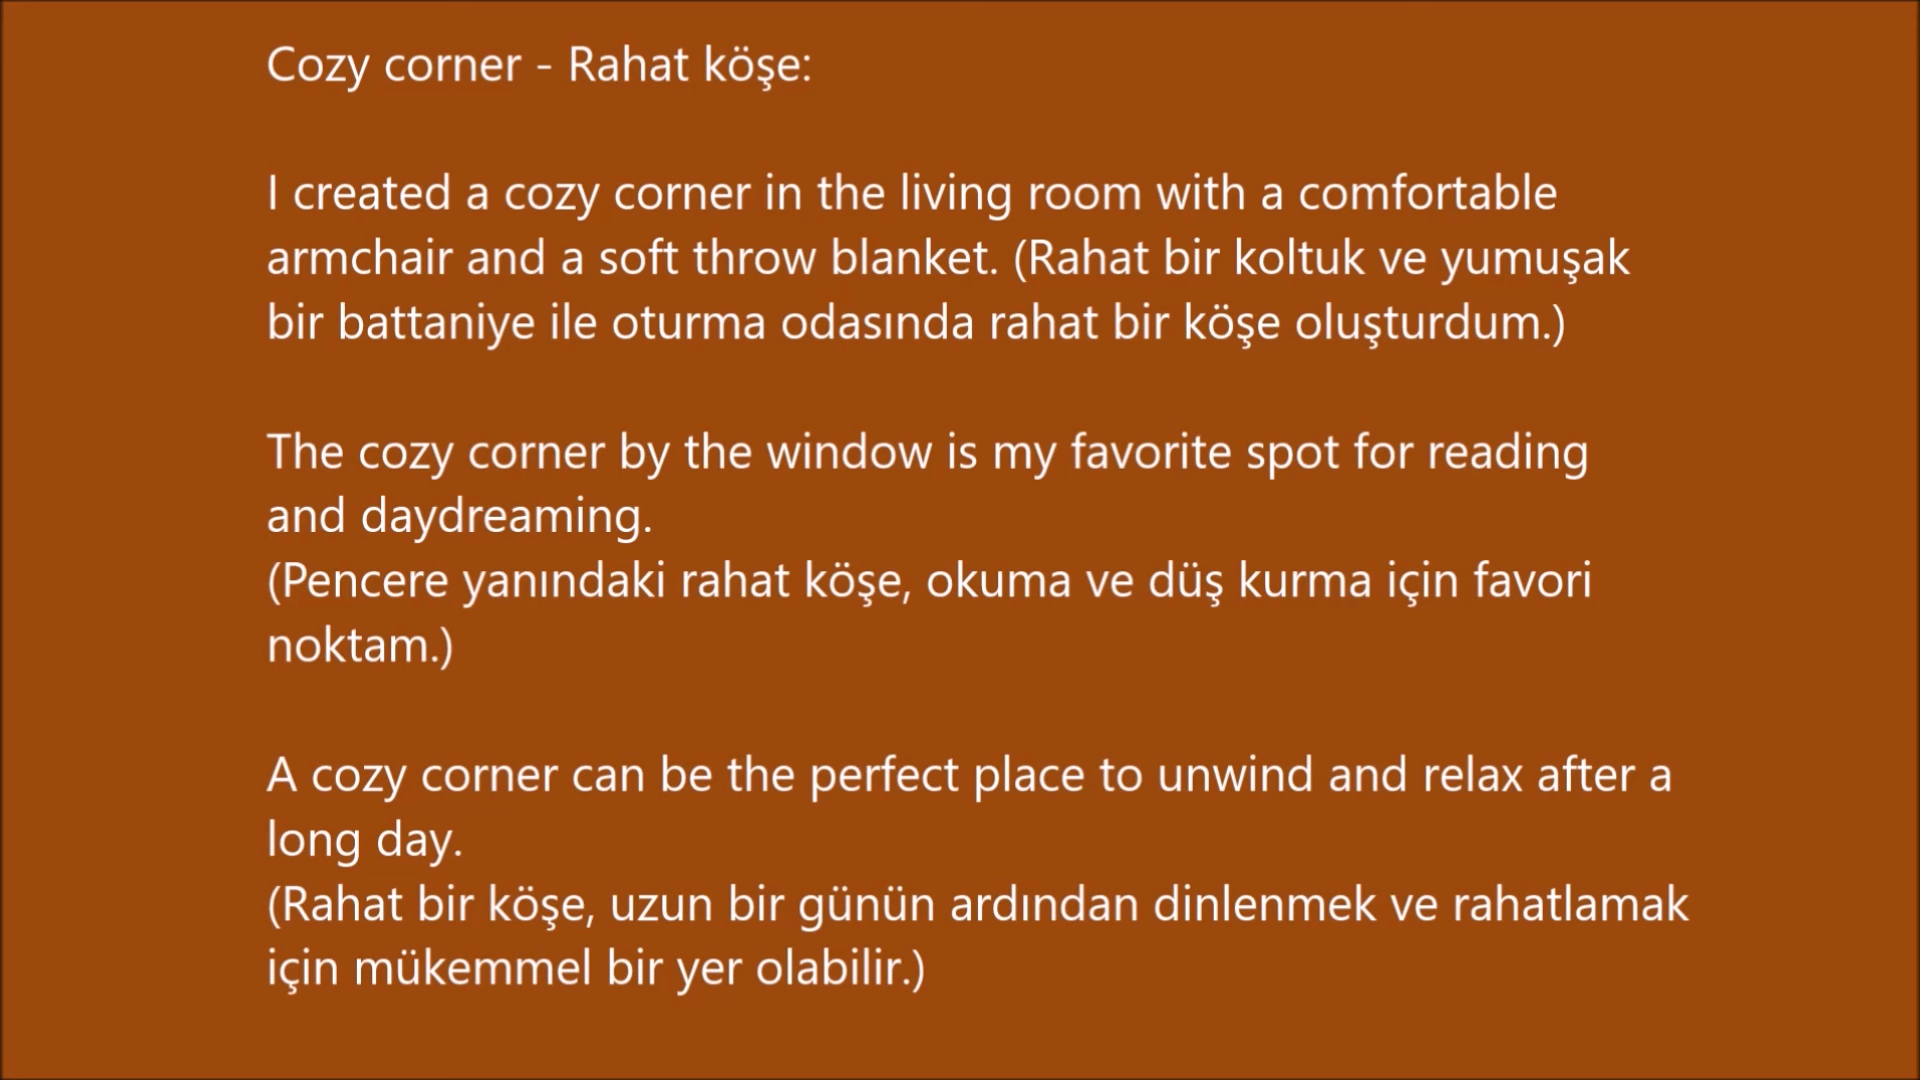 Cozy corner - Rahat köşe:
I created a cozy corner in the living room with a comfortable
armchair and a soft throw blanket. (Rahat bir koltuk ve yumuşak
bir battaniye ile oturma odasında rahat bir köşe oluşturdum.)
The cozy corner by the window is my favorite spot for reading
and daydreaming.
(Pencere yanındaki rahat köşe, okuma ve düş kurma için favori
noktam.)
A cozy corner can be the perfect place to unwind and relax after a
long day.
(Rahat bir köşe, uzun bir günün ardından dinlenmek ve rahatlamak
için mükemmel bir yer olabilir.)